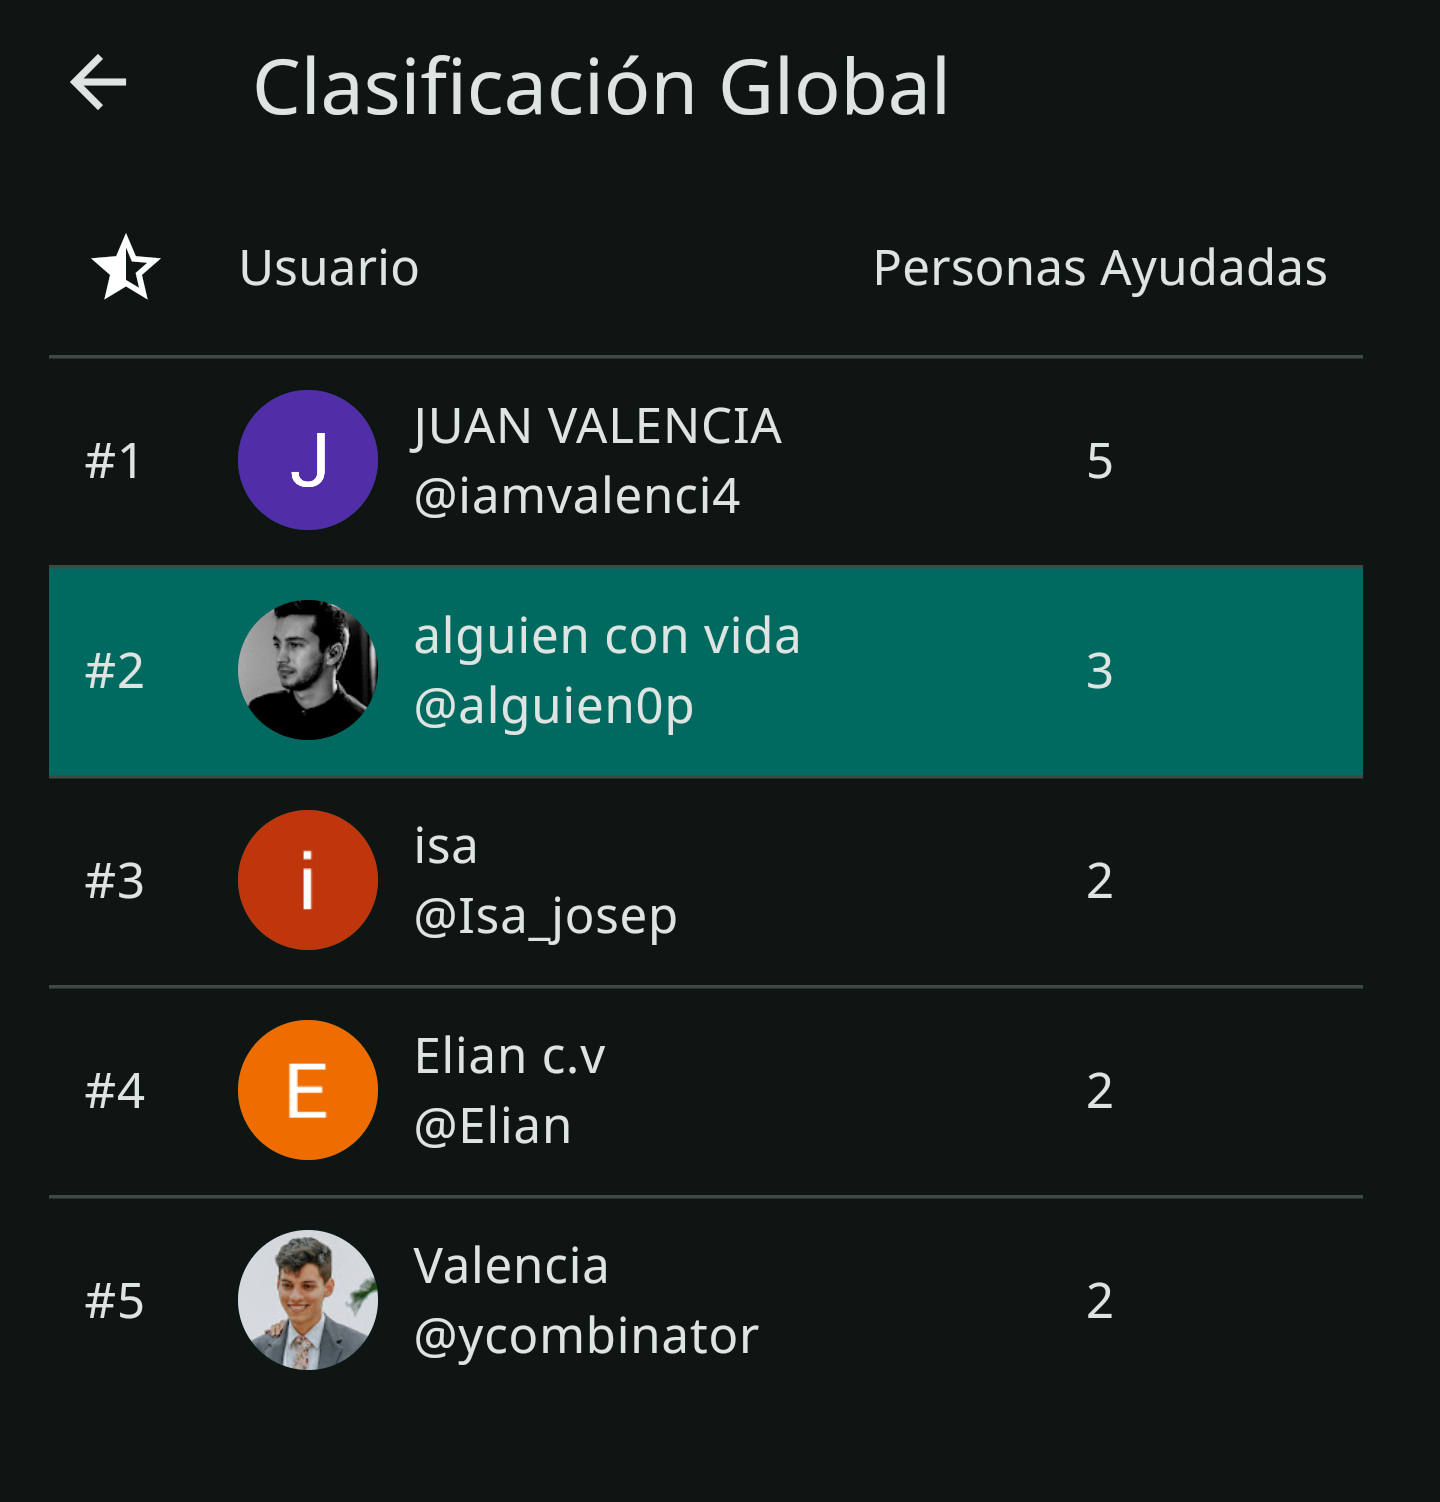 Clasificación Global
Usuario Personas Ayudadas
#1 J JUAN VALENCIA 5
@iamvalenci4
#2 alguien con vida 3
@alguien0p
#3 i isa 2
@Isa_josep
#4 E Elian c.v 2
@Elian
#5 Valencia 2
@ycombinator